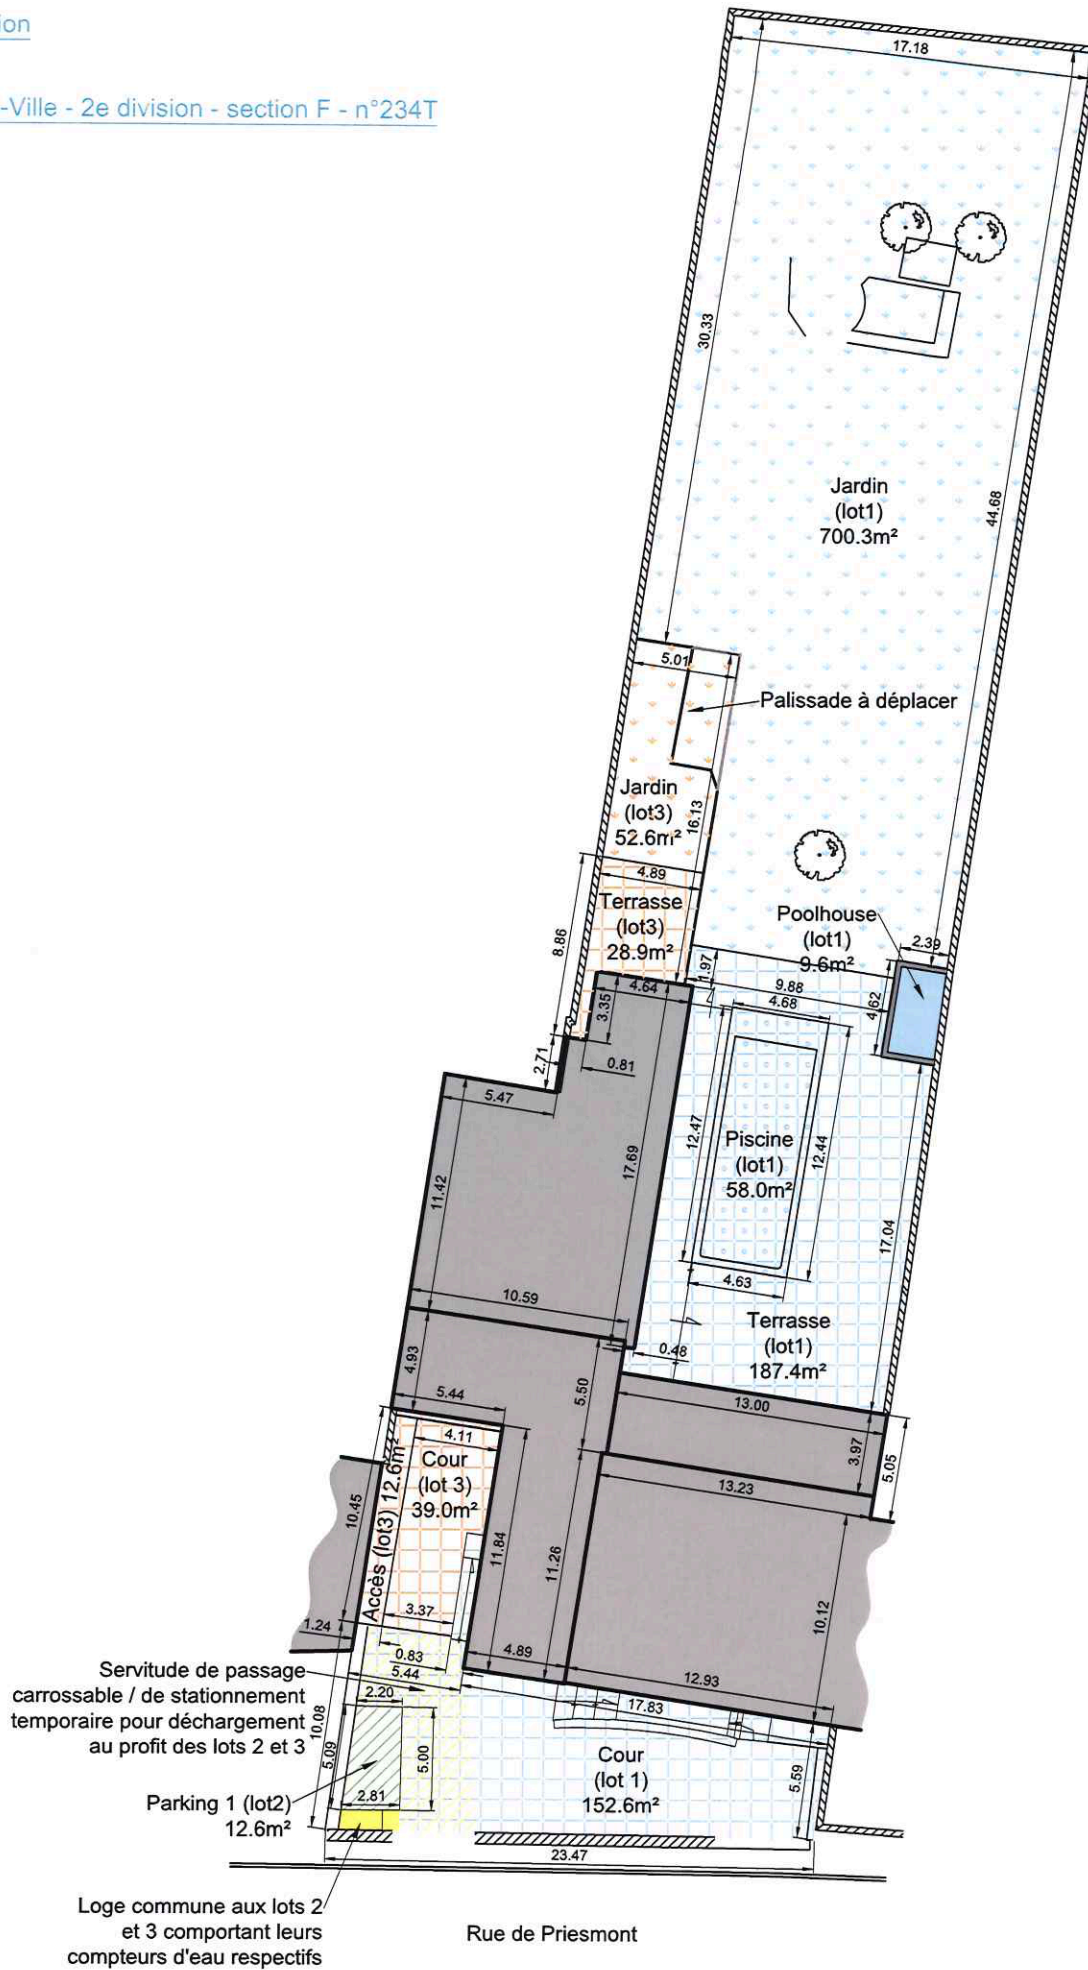 ion
-Ville - 2e division - section F - n°234T
17.18
30.33
44.68
Jardin
(lot1)
700.3m²
5.01
Palissade à déplacer
Jardin
(lot3)
52.6m²
16.13
4.89
Terrasse
(lot3)
28.9m²
8.86
Poolhouse
(lot1)
9.6m²
2.39
1.97
9.88
4.62
4.64
4.68
3.35
2.71
0.81
5.47
12.47
Piscine
(lot1)
58.0m²
12.44
17.69
11.42
17.04
10.59
4.63
Terrasse
(lot1)
187.4m²
0.48
4.93
5.44
5.50
13.00
4.11
3.97
5.05
Cour
(lot 3)
39.0m²
Accès (lot3) 12.6m²
13.23
10.45
11.84
11.26
10.12
3.37
1.24
0.83
4.89
5.44
12.93
Servitude de passage
carrossable / de stationnement
temporaire pour déchargement
au profit des lots 2 et 3
2.20
17.83
10.08
5.09
5.00
Cour
(lot 1)
152.6m²
5.59
2.81
Parking 1 (lot2)
12.6m²
23.47
Loge commune aux lots 2
et 3 comportant leurs
compteurs d'eau respectifs
Rue de Priesmont